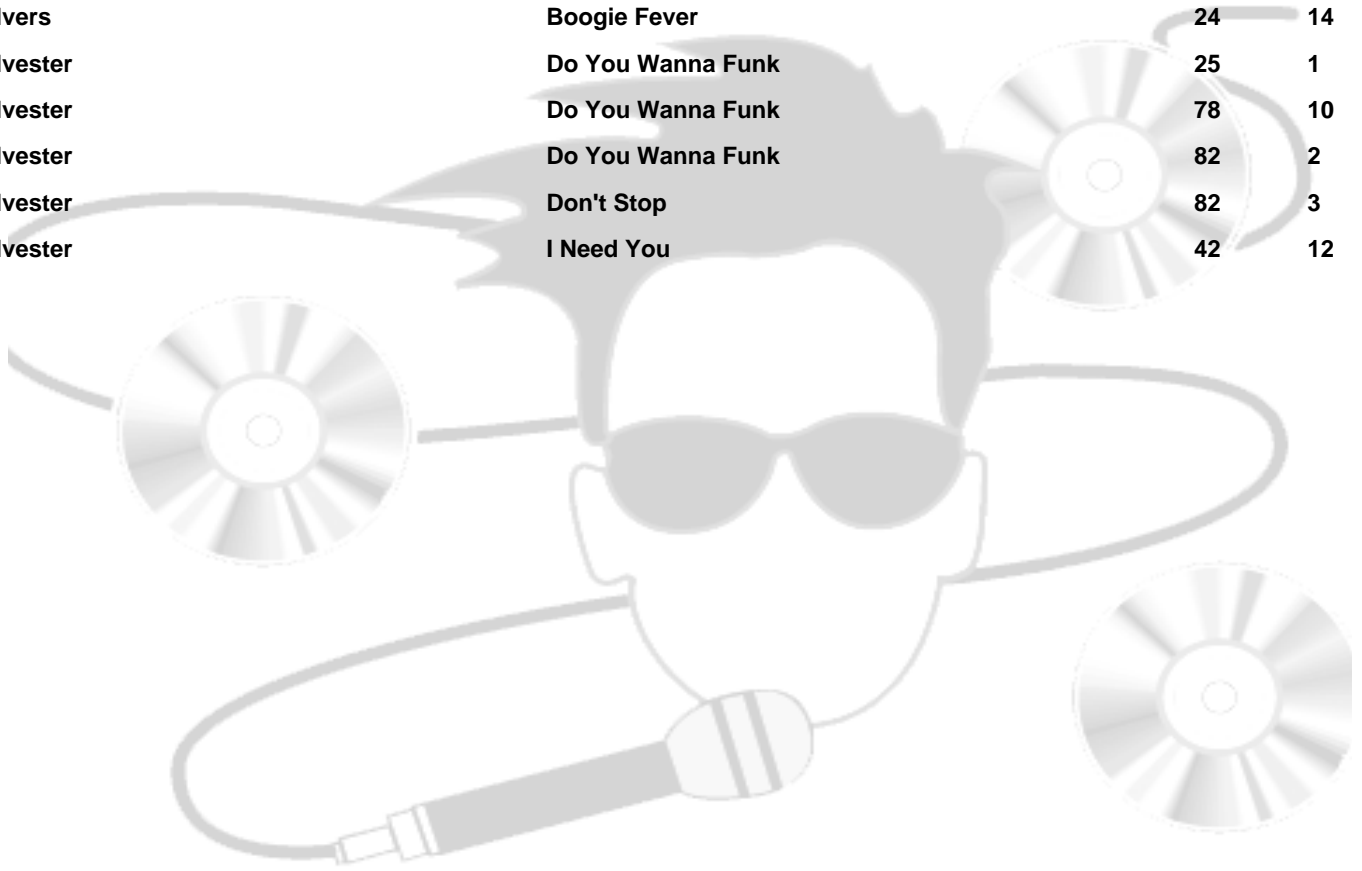 lvers Boogie Fever 24 14
lvester Do You Wanna Funk 25 1
lvester Do You Wanna Funk 78 10
lvester Do You Wanna Funk 82 2
lvester Don't Stop 82 3
lvester I Need You 42 12